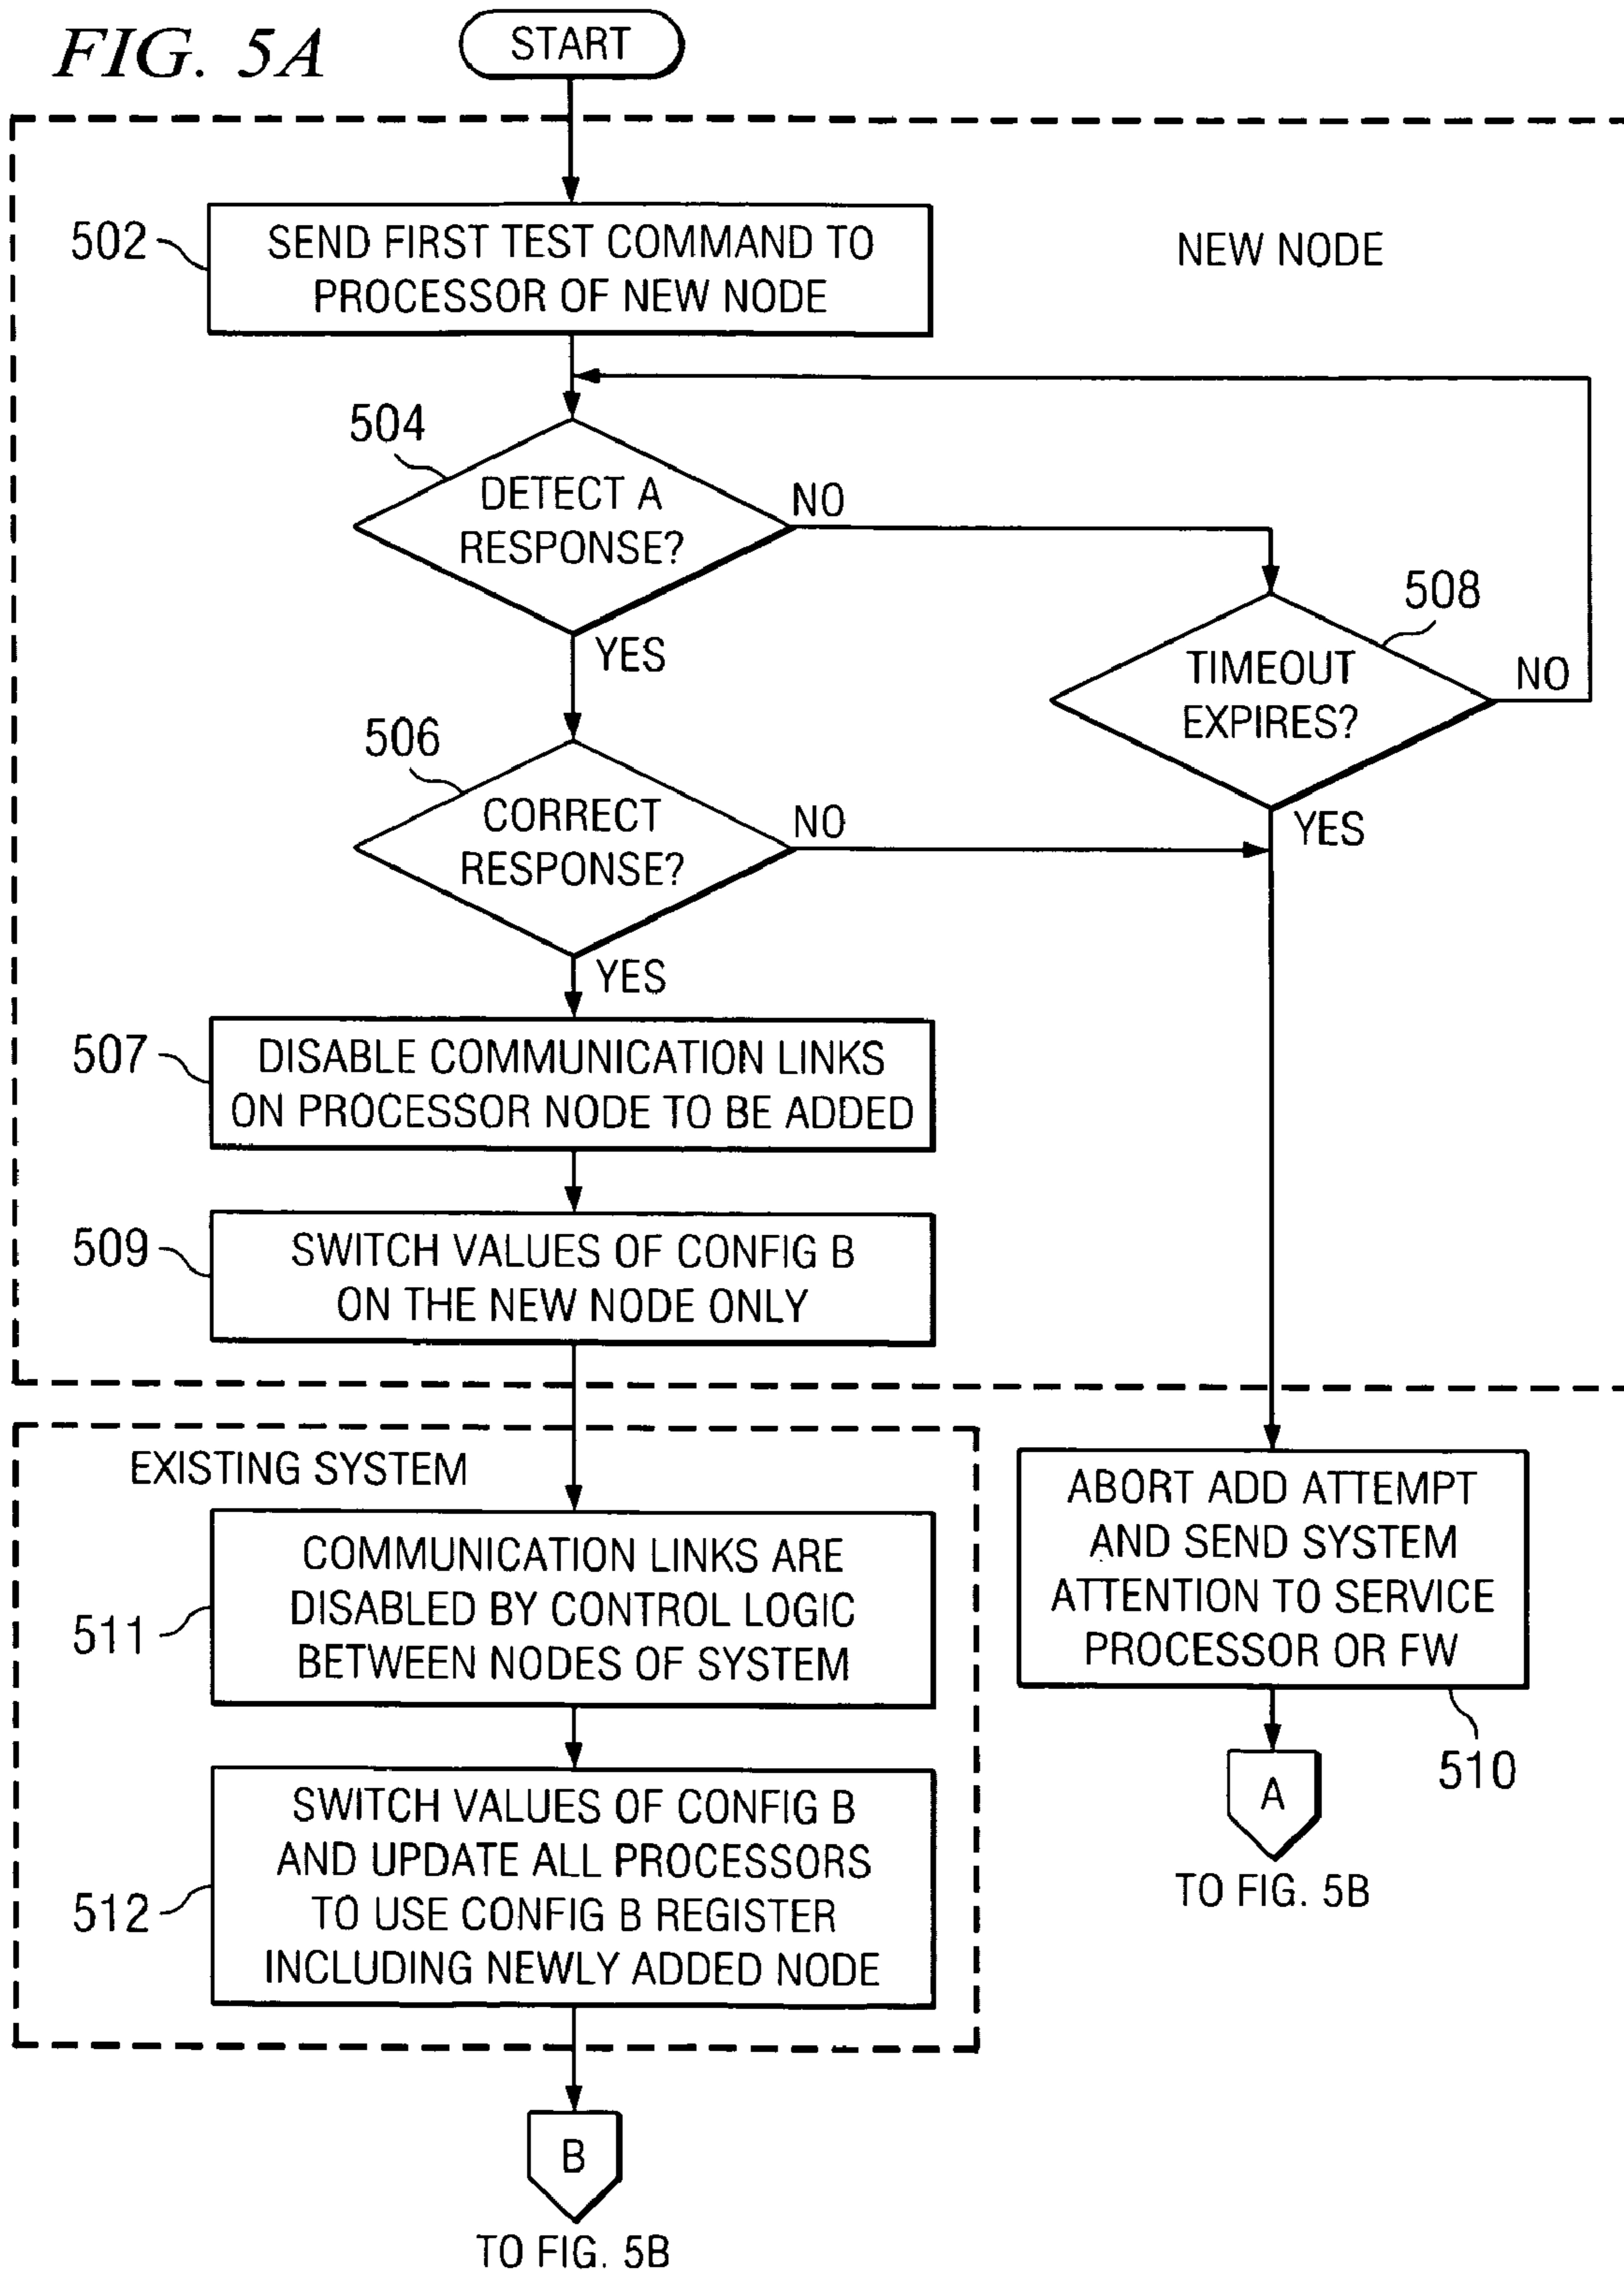 FIG. 5A
START
502
SEND FIRST TEST COMMAND TO
PROCESSOR OF NEW NODE
NEW NODE
504
DETECT A
RESPONSE?
NO
YES
508
TIMEOUT
EXPIRES?
NO
YES
506
CORRECT
RESPONSE?
NO
YES
507
DISABLE COMMUNICATION LINKS
ON PROCESSOR NODE TO BE ADDED
509
SWITCH VALUES OF CONFIG B
ON THE NEW NODE ONLY
EXISTING SYSTEM
511
COMMUNICATION LINKS ARE
DISABLED BY CONTROL LOGIC
BETWEEN NODES OF SYSTEM
ABORT ADD ATTEMPT
AND SEND SYSTEM
ATTENTION TO SERVICE
PROCESSOR OR FW
510
A
TO FIG. 5B
512
SWITCH VALUES OF CONFIG B
AND UPDATE ALL PROCESSORS
TO USE CONFIG B REGISTER
INCLUDING NEWLY ADDED NODE
B
TO FIG. 5B